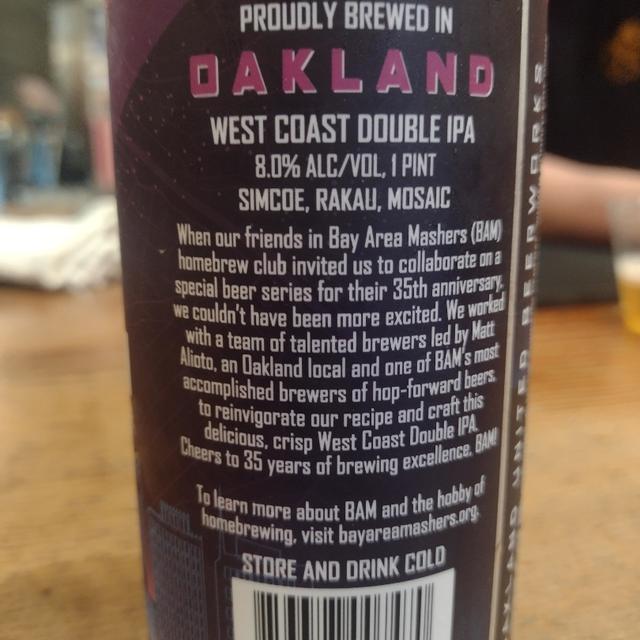 PROUDLY BREWED IN
OAKLAND
WEST COAST DOUBLE IPA
8.0% ALC/VOL, 1 PINT
SIMCOE, RAKAU, MOSAIC
When our friends in Bay Area Mashers (BAM)
homebrew club invited us to collaborate on a
special beer series for their 35th anniversary,
we couldn't have been more excited. We worked
with a team of talented brewers led by Matt
Alioto, an Oakland local and one of BAM's most
accomplished brewers of hop-forward beers,
to reinvigorate our recipe and craft this
delicious, crisp West Coast Double IPA.
Cheers to 35 years of brewing excellence, BAM!
To learn more about BAM and the hobby of
homebrewing, visit bayareamashers.org.
STORE AND DRINK COLD
OAKLAND UNITED BEERWORKS